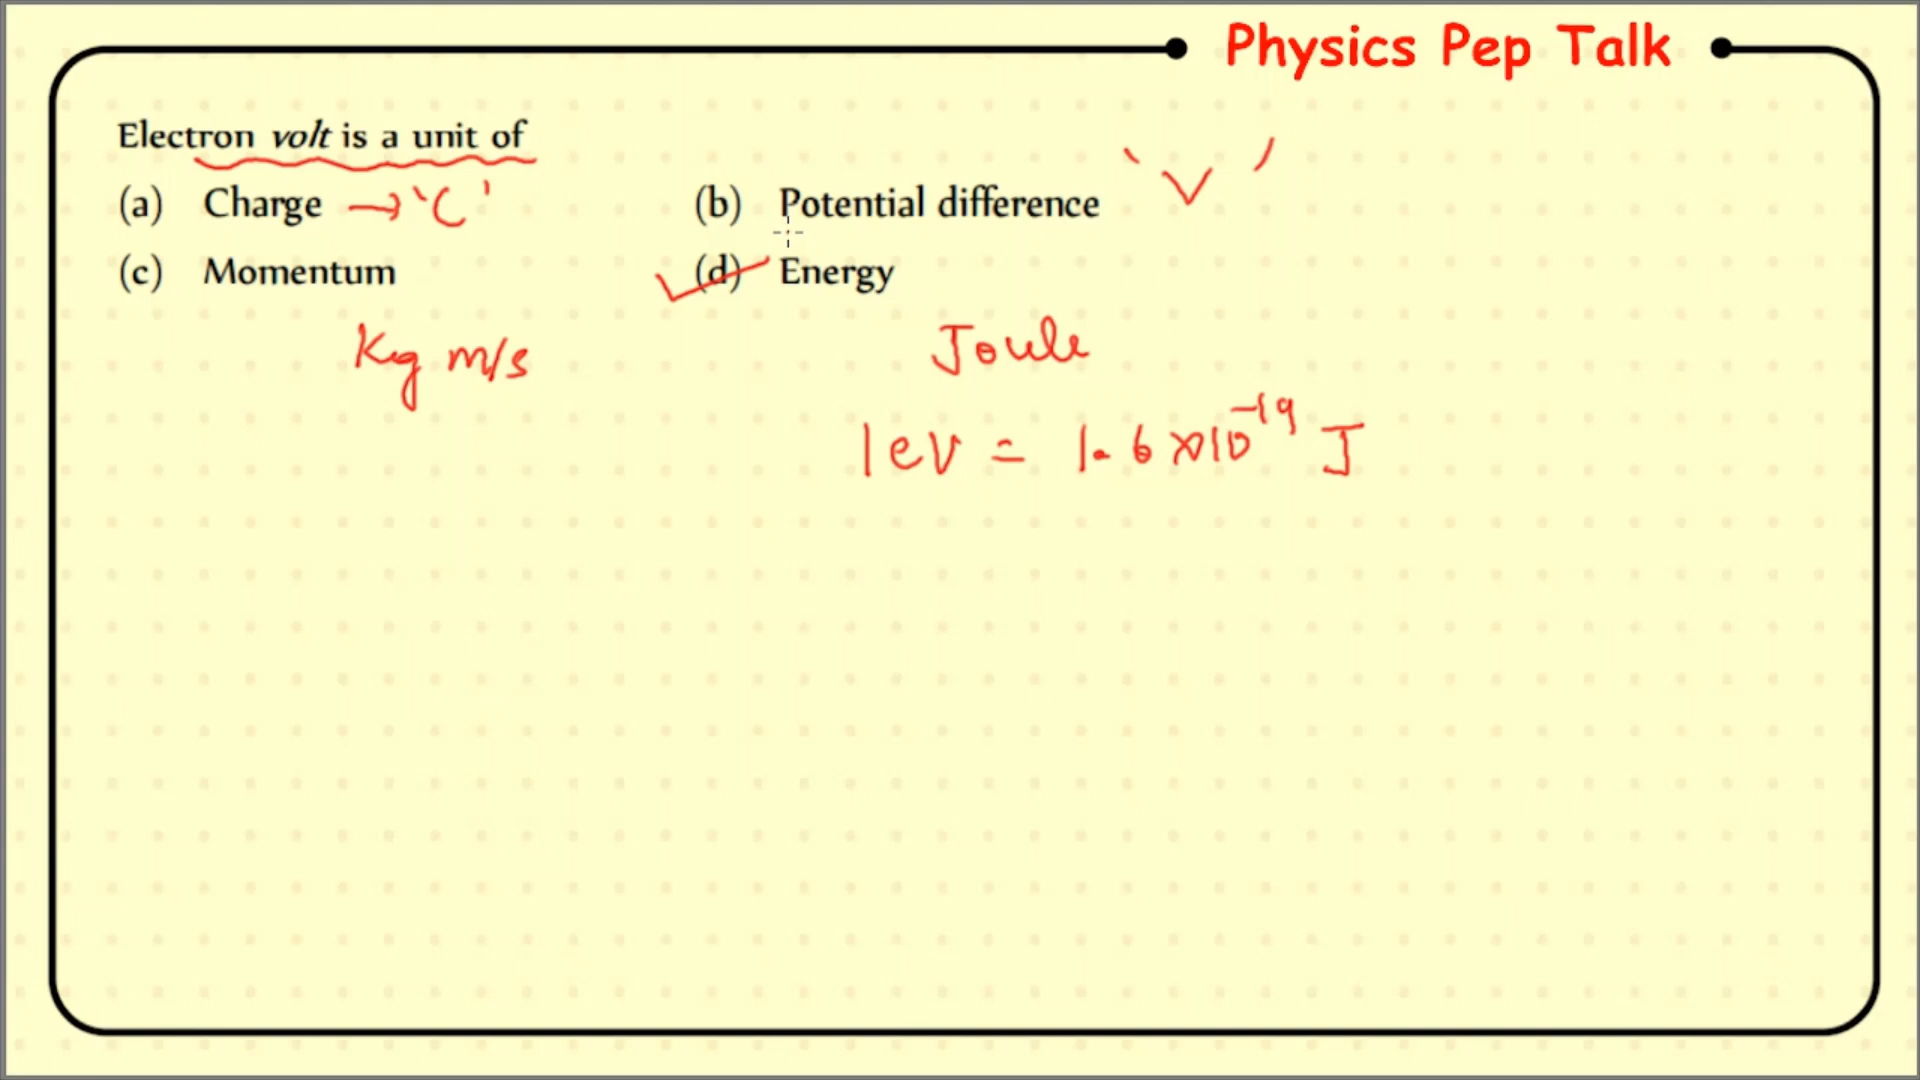 Physics Pep Talk
Electron volt is a unit of
(a) Charge → 'C'
(b) Potential difference 'V'
(c) Momentum
(d) Energy
Kg m/s
Joule
1eV = 1.6×10⁻¹⁹ J